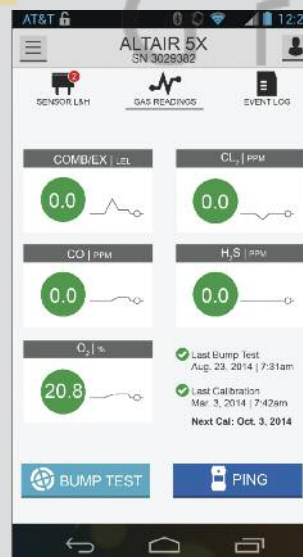 AT&T 12:2
ALTAIR 5X
SN 3029382
2
SENSOR L&H GAS READINGS EVENT LOG
COMB/EX | LEL CL₂ | PPM
0.0 0.0
CO | PPM H₂S | PPM
0.0 0.0
O₂ | %
20.8
Last Bump Test
Aug. 23, 2014 | 7:31am
Last Calibration
Mar. 3, 2014 | 7:42am
Next Cal: Oct. 3, 2014
BUMP TEST PING